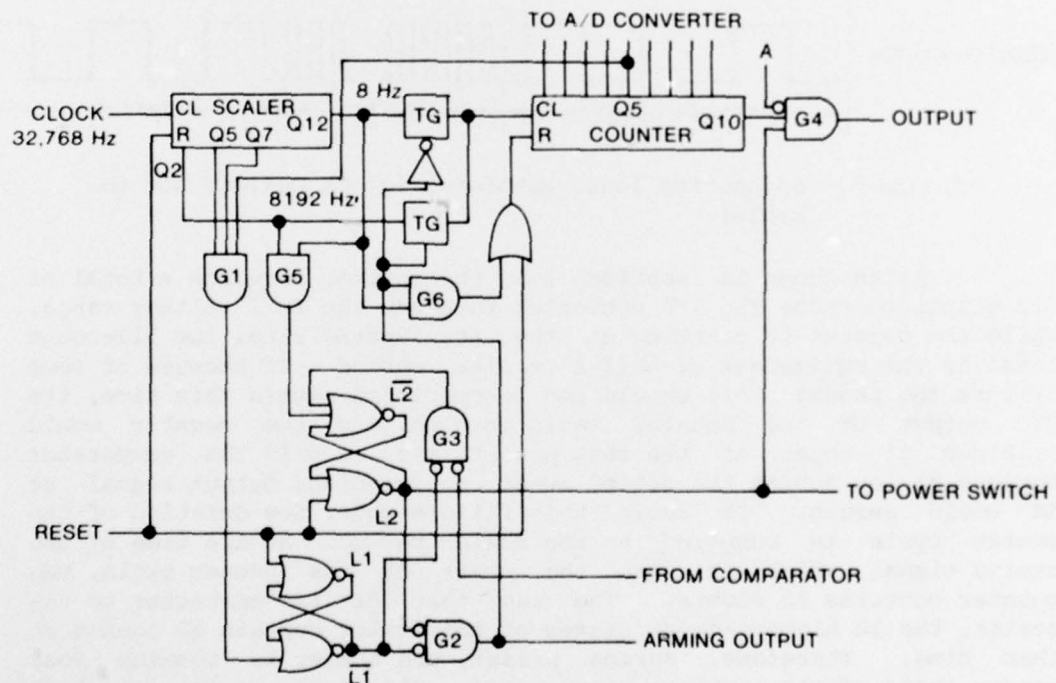 TO A/D CONVERTER
A
CLOCK
32,768 Hz
CL SCALER
R Q5 Q7
Q12
Q2
8 Hz
TG
CL Q5
R COUNTER
Q10
G4
OUTPUT
8192 Hz'
TG
G1
G5
G6
L2
G3
L2
TO POWER SWITCH
RESET
L1
FROM COMPARATOR
G2
ARMING OUTPUT
L1